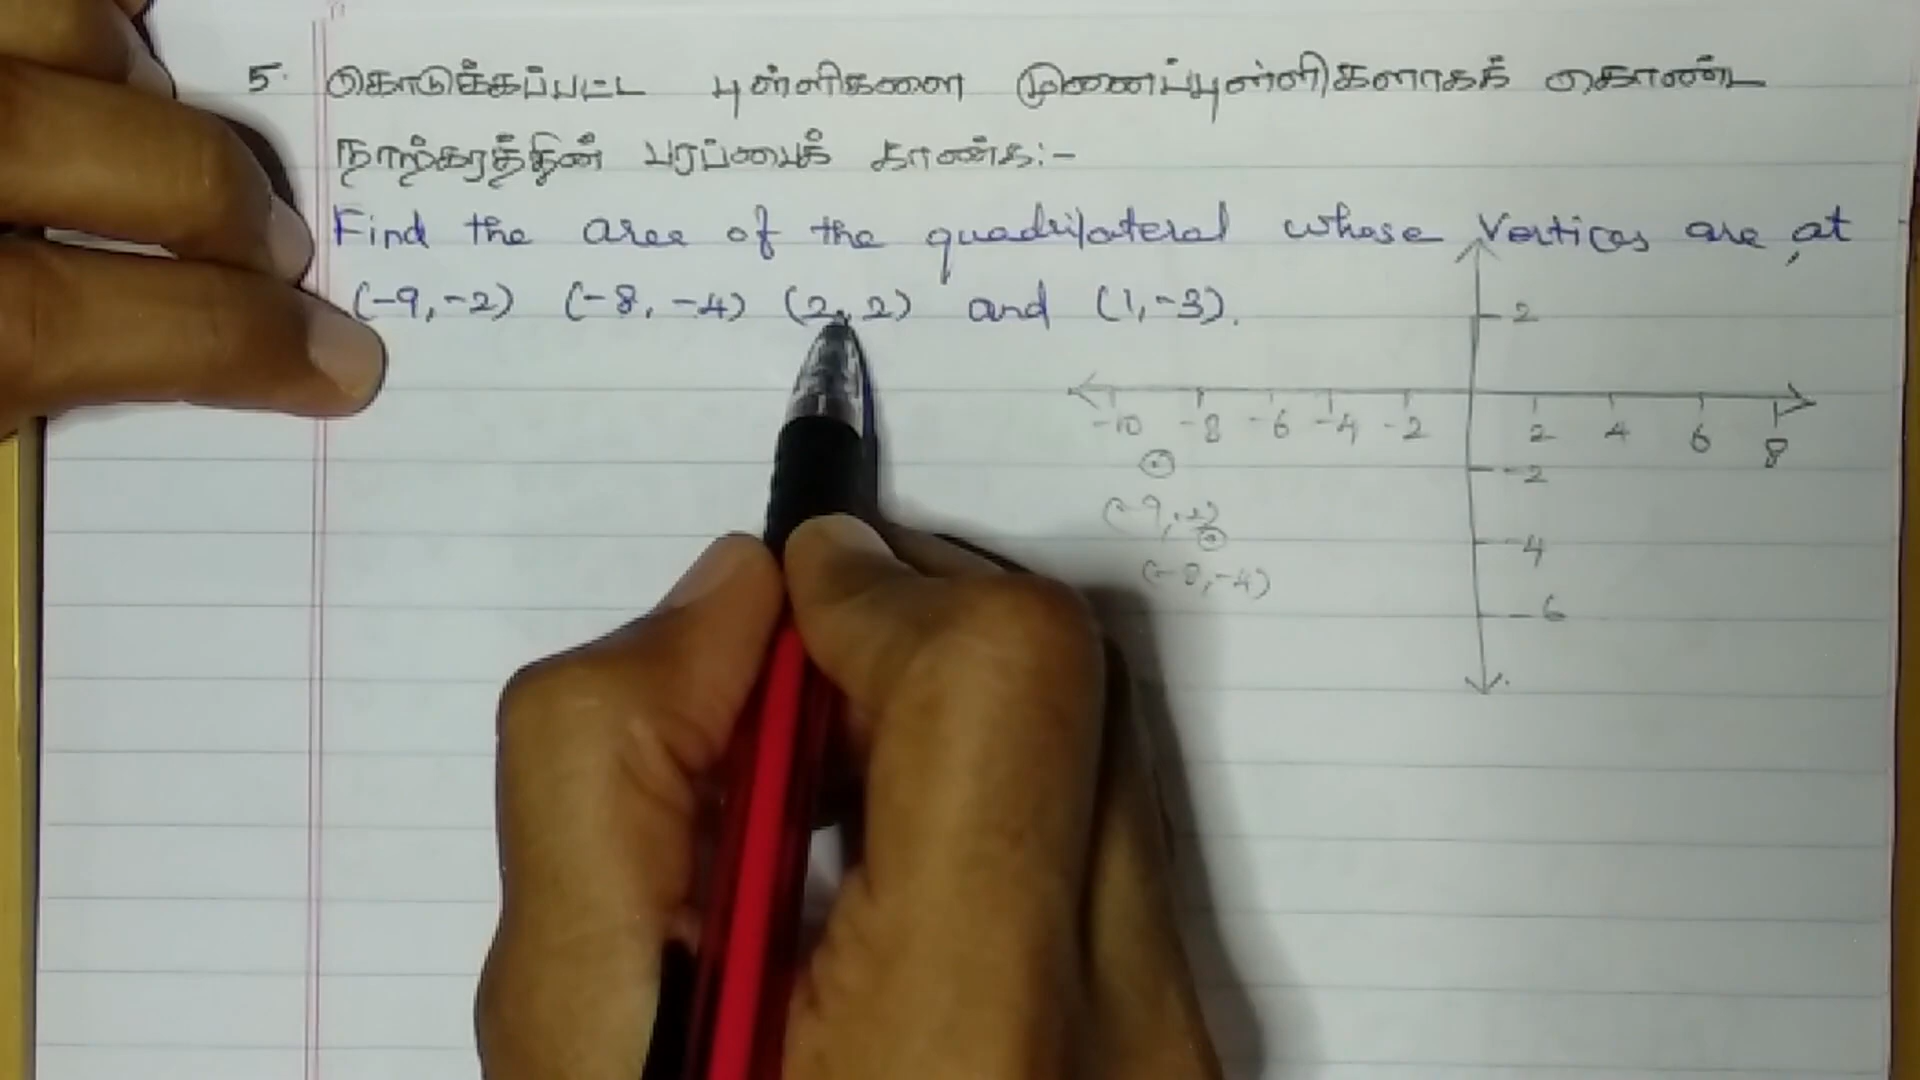 5. கொடுக்கப்பட்ட புள்ளிகளை முனைப்புள்ளிகளாகக் கொண்ட
நாற்கரத்தின் பரப்பைக் காண்க:-
Find the area of the quadrilateral whose vertices are at
(-9,-2) (-8,-4) (2,2) and (1,-3).
2
-10 -8 -6 -4 -2 2 4 6 8
-2
(-9,-2)
-4
(-8,-4)
-6